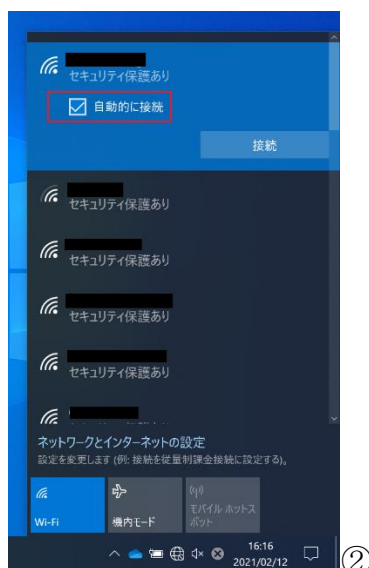 セキュリティ保護あり
自動的に接続
接続
セキュリティ保護あり
セキュリティ保護あり
セキュリティ保護あり
セキュリティ保護あり
ネットワークとインターネットの設定
設定を変更します (例: 接続を従量制課金接続に設定する)。
Wi-Fi
機内モード
モバイル ホットス
ポット
16:16
2021/02/12
②